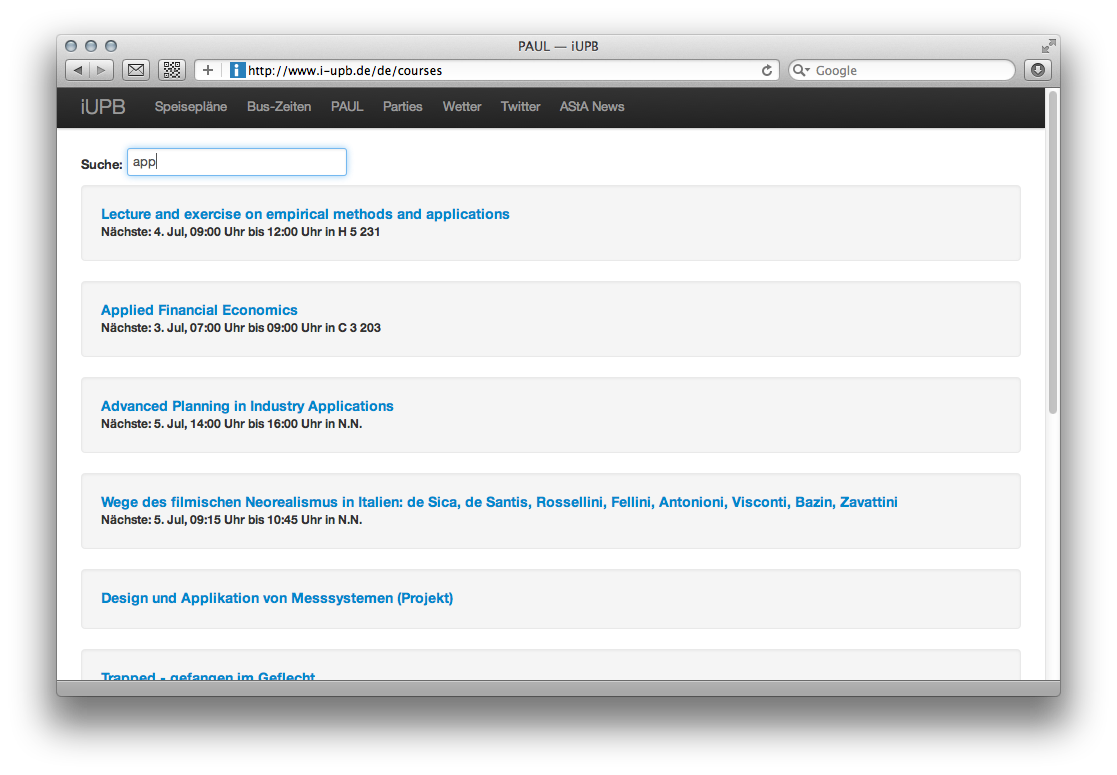 PAUL — iUPB
http://www.i-upb.de/de/courses
Google
iUPB Speisepläne Bus-Zeiten PAUL Parties Wetter Twitter AStA News
Suche: app
Lecture and exercise on empirical methods and applications
Nächste: 4. Jul, 09:00 Uhr bis 12:00 Uhr in H 5 231
Applied Financial Economics
Nächste: 3. Jul, 07:00 Uhr bis 09:00 Uhr in C 3 203
Advanced Planning in Industry Applications
Nächste: 5. Jul, 14:00 Uhr bis 16:00 Uhr in N.N.
Wege des filmischen Neorealismus in Italien: de Sica, de Santis, Rossellini, Fellini, Antonioni, Visconti, Bazin, Zavattini
Nächste: 5. Jul, 09:15 Uhr bis 10:45 Uhr in N.N.
Design und Applikation von Messsystemen (Projekt)
Trapped - gefangen im Geflecht